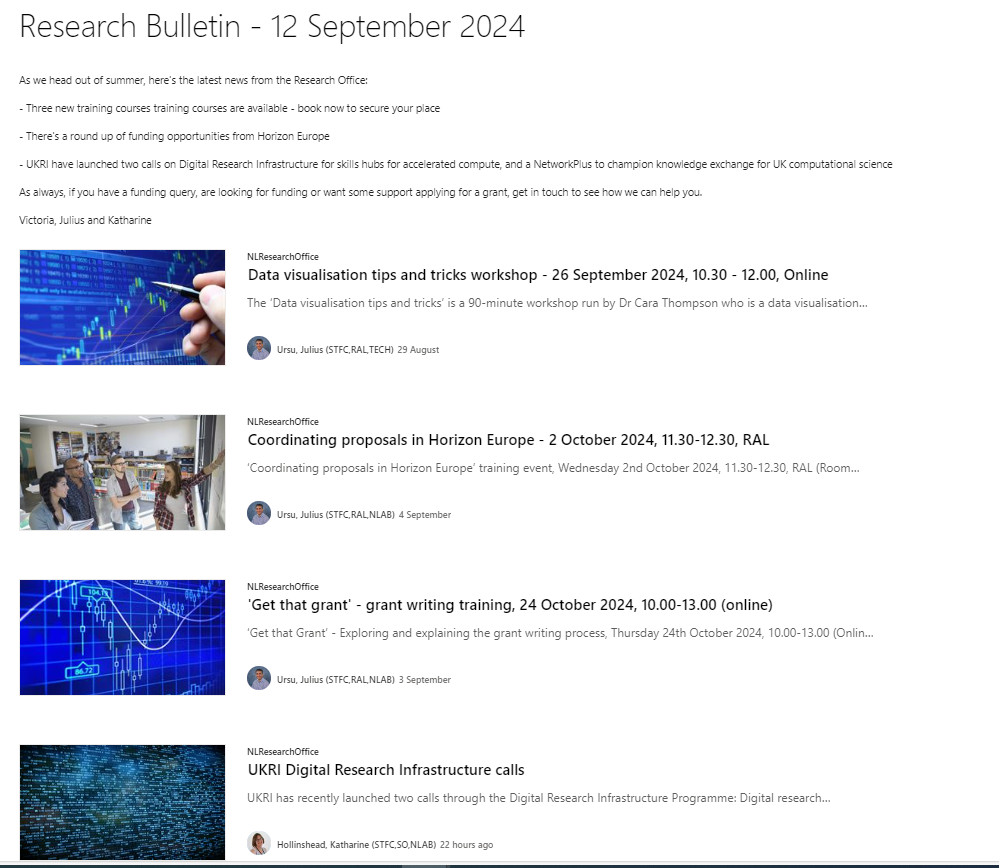 Research Bulletin - 12 September 2024
As we head out of summer, here's the latest news from the Research Office:
- Three new training courses training courses are available - book now to secure your place
- There's a round up of funding opportunities from Horizon Europe
- UKRI have launched two calls on Digital Research Infrastructure for skills hubs for accelerated compute, and a NetworkPlus to champion knowledge exchange for UK computational science
As always, if you have a funding query, are looking for funding or want some support applying for a grant, get in touch to see how we can help you.
Victoria, Julius and Katharine
NLResearchOffice
Data visualisation tips and tricks workshop - 26 September 2024, 10.30 - 12.00, Online
The ‘Data visualisation tips and tricks’ is a 90-minute workshop run by Dr Cara Thompson who is a data visualisation...
Ursu, Julius (STFC,RAL,TECH) 29 August
NLResearchOffice
Coordinating proposals in Horizon Europe - 2 October 2024, 11.30-12.30, RAL
‘Coordinating proposals in Horizon Europe’ training event, Wednesday 2nd October 2024, 11.30-12.30, RAL (Room...
Ursu, Julius (STFC,RAL,NLAB) 4 September
104.19
86.72
NLResearchOffice
'Get that grant' - grant writing training, 24 October 2024, 10.00-13.00 (online)
‘Get that Grant’ - Exploring and explaining the grant writing process, Thursday 24th October 2024, 10.00-13.00 (Onlin...
Ursu, Julius (STFC,RAL,NLAB) 3 September
NLResearchOffice
UKRI Digital Research Infrastructure calls
UKRI has recently launched two calls through the Digital Research Infrastructure Programme: Digital research...
Hollinshead, Katharine (STFC,SO,NLAB) 22 hours ago